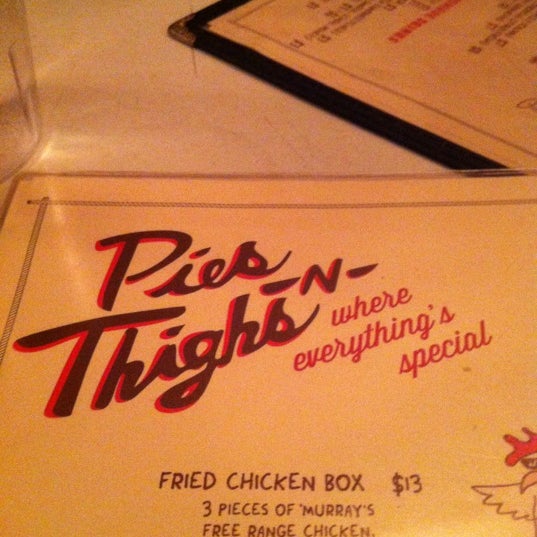 Pies
-N-
Thighs
where
everything's
special
FRIED CHICKEN BOX $13
3 PIECES OF 'MURRAY'S
FREE RANGE CHICKEN,